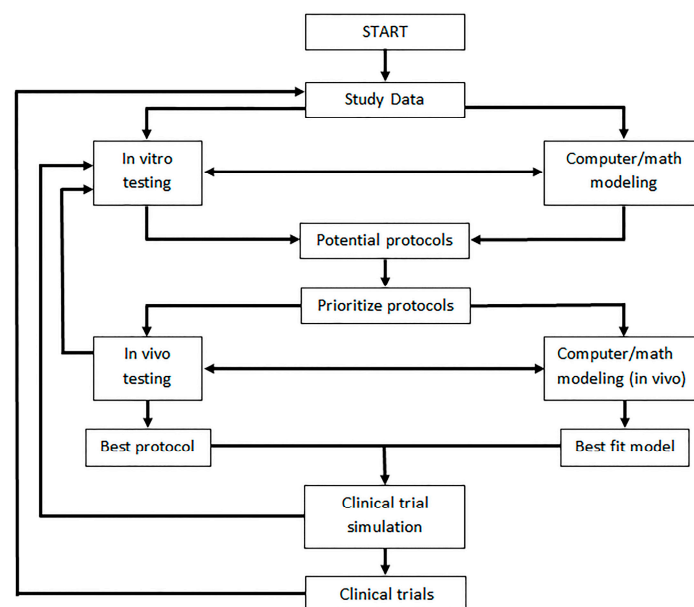 START
Study Data
In vitro
testing
Computer/math
modeling
Potential protocols
Prioritize protocols
In vivo
testing
Computer/math
modeling (in vivo)
Best protocol
Best fit model
Clinical trial
simulation
Clinical trials